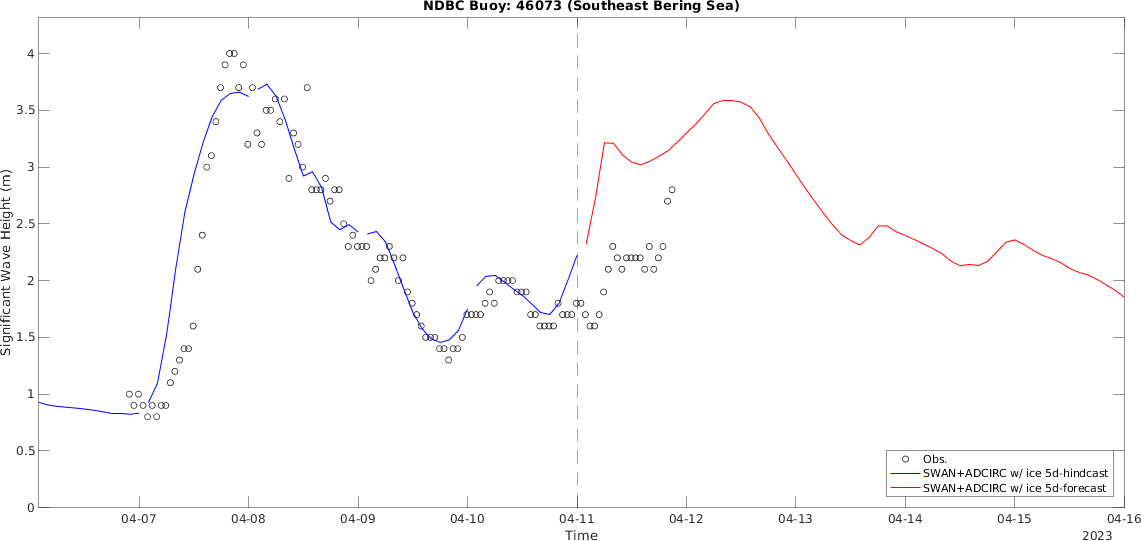 NDBC Buoy: 46073 (Southeast Bering Sea)
Significant Wave Height (m)
4
3.5
3
2.5
2
1.5
1
0.5
0
Obs.
SWAN+ADCIRC w/ ice 5d-hindcast
SWAN+ADCIRC w/ ice 5d-forecast
04-07 04-08 04-09 04-10 04-11 04-12 04-13 04-14 04-15 04-16
Time
2023